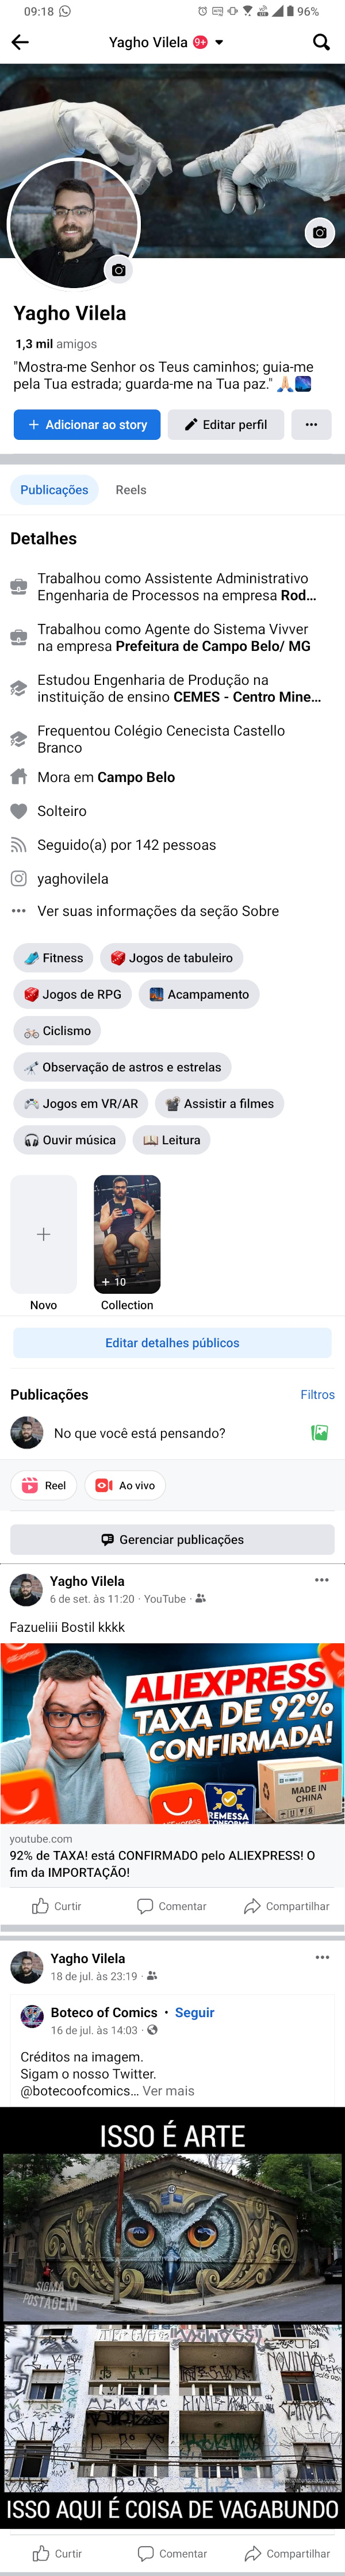 09:18
96%
Yagho Vilela 9+
Yagho Vilela
1,3 mil amigos
"Mostra-me Senhor os Teus caminhos; guia-me
pela Tua estrada; guarda-me na Tua paz." 🙏🏻🌌
+ Adicionar ao story
Editar perfil
Publicações
Reels
Detalhes
Trabalhou como Assistente Administrativo
Engenharia de Processos na empresa Rod...
Trabalhou como Agente do Sistema Vivver
na empresa Prefeitura de Campo Belo/ MG
Estudou Engenharia de Produção na
instituição de ensino CEMES - Centro Mine...
Frequentou Colégio Cenecista Castello
Branco
Mora em Campo Belo
Solteiro
Seguido(a) por 142 pessoas
yaghovilela
Ver suas informações da seção Sobre
Fitness
Jogos de tabuleiro
Jogos de RPG
Acampamento
Ciclismo
Observação de astros e estrelas
Jogos em VR/AR
Assistir a filmes
Ouvir música
Leitura
+ 10
Novo
Collection
Editar detalhes públicos
Publicações
Filtros
No que você está pensando?
Reel
Ao vivo
Gerenciar publicações
Yagho Vilela
6 de set. às 11:20 · YouTube ·
Fazueliii Bostil kkkk
ALIEXPRESS
TAXA DE 92%
CONFIRMADA!
MADE IN
CHINA
AliExpress
REMESSA
CONFORME
youtube.com
92% de TAXA! está CONFIRMADO pelo ALIEXPRESS! O
fim da IMPORTAÇÃO!
Curtir
Comentar
Compartilhar
Yagho Vilela
18 de jul. às 23:19 ·
Boteco of Comics · Seguir
16 de jul. às 14:03 ·
Créditos na imagem.
Sigam o nosso Twitter.
@botecoofcomics... Ver mais
ISSO É ARTE
SIGMA
POSTAGEM
ISSO AQUI É COISA DE VAGABUNDO
Curtir
Comentar
Compartilhar